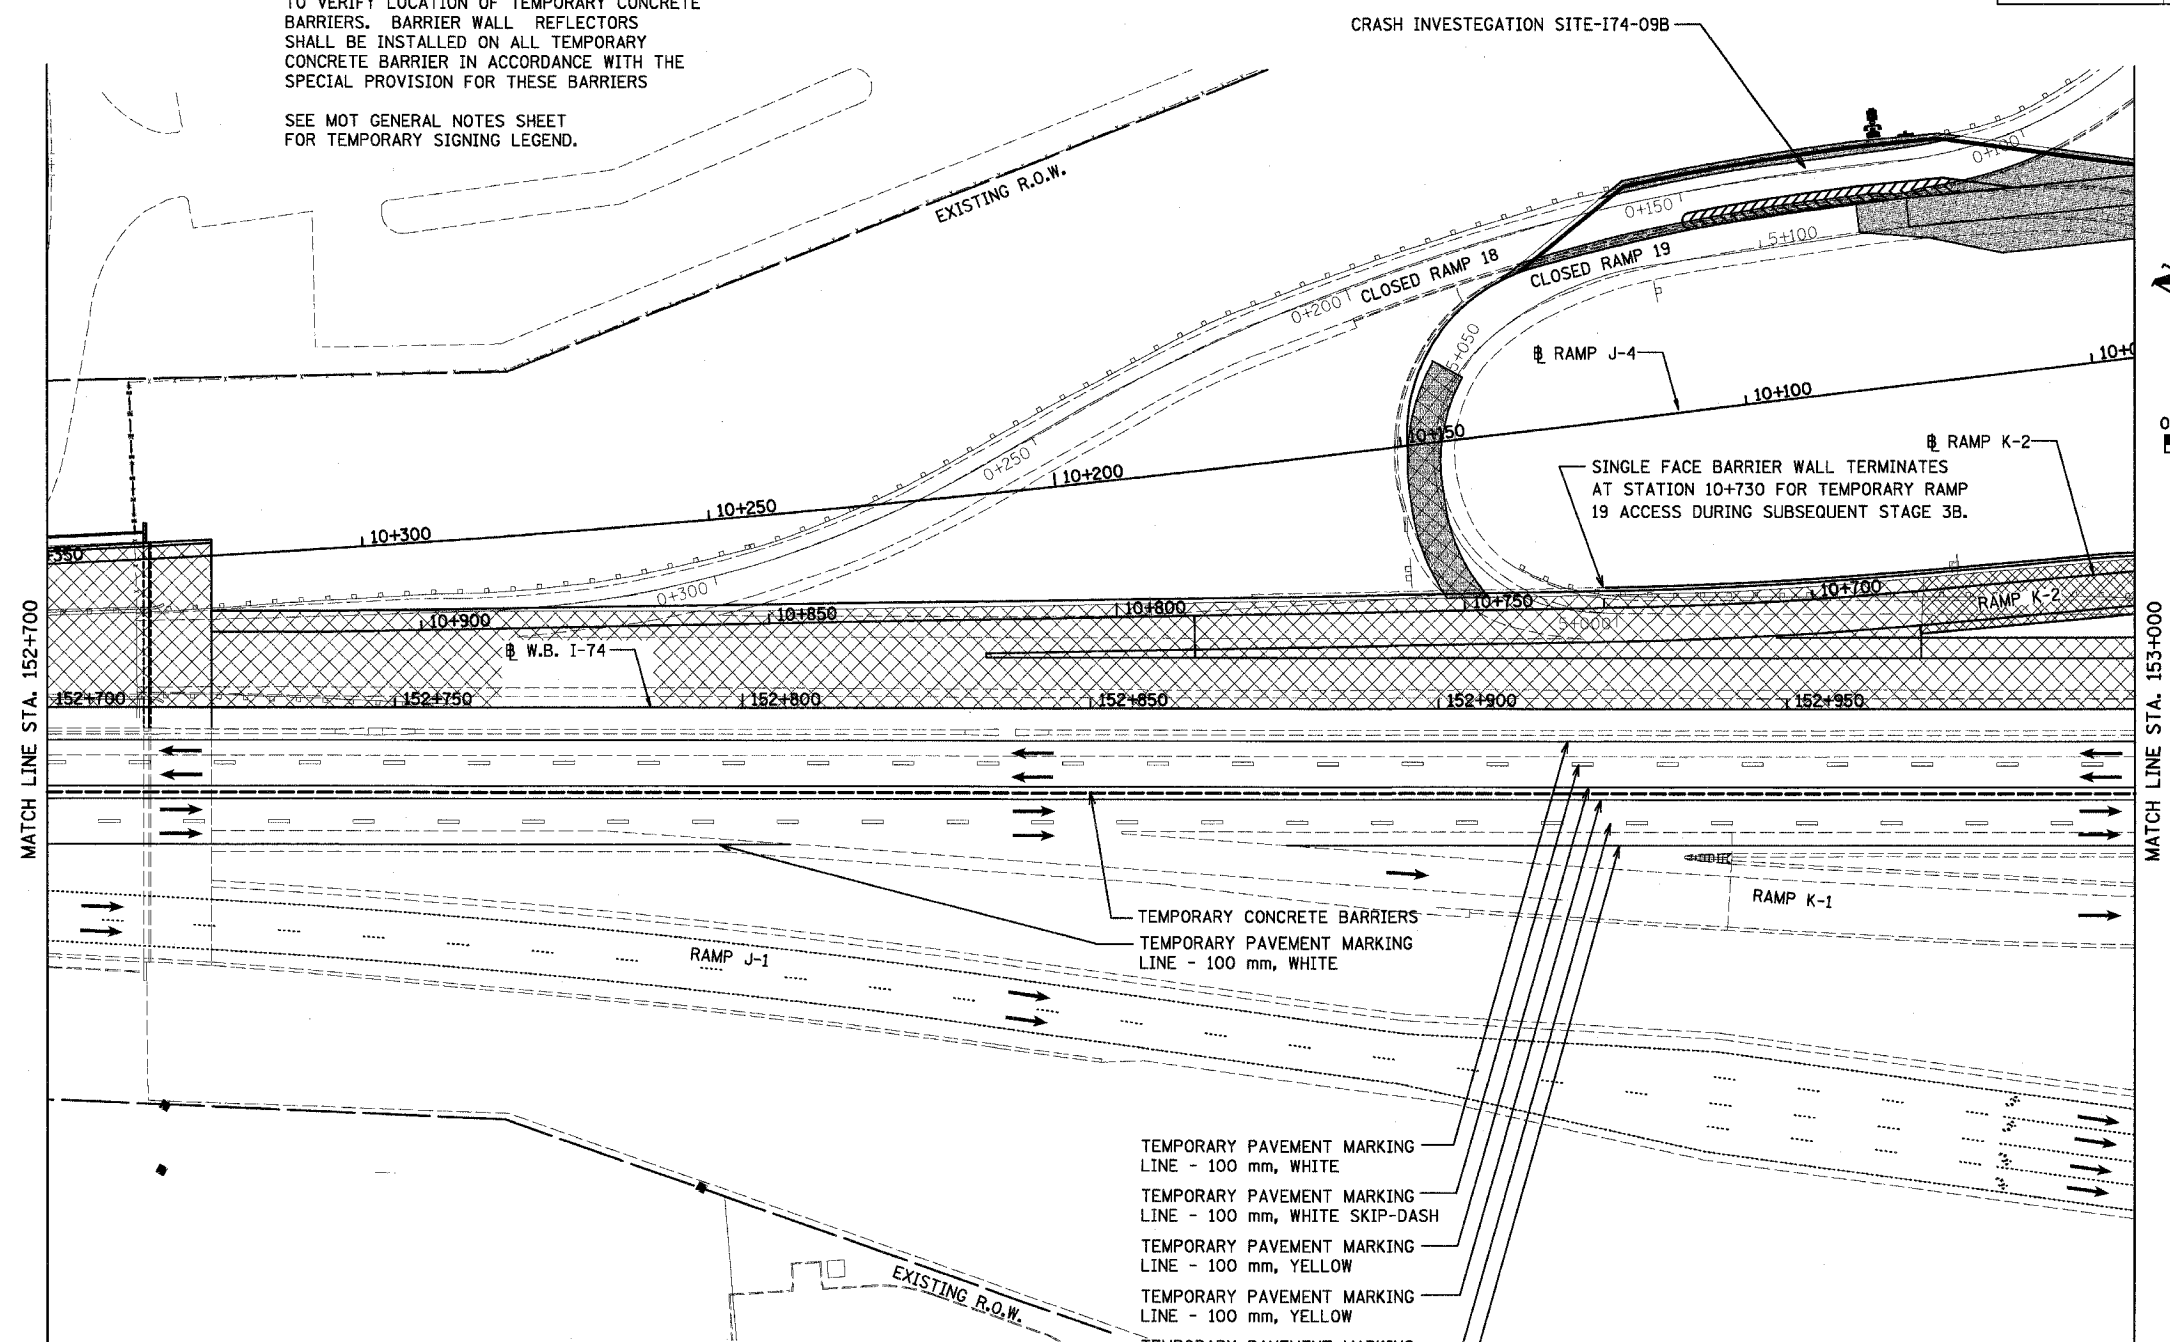 TO VERIFY LOCATION OF TEMPORARY CONCRETE
BARRIERS. BARRIER WALL REFLECTORS
SHALL BE INSTALLED ON ALL TEMPORARY
CONCRETE BARRIER IN ACCORDANCE WITH THE
SPECIAL PROVISION FOR THESE BARRIERS
SEE MOT GENERAL NOTES SHEET
FOR TEMPORARY SIGNING LEGEND.
CRASH INVESTEGATION SITE-I74-09B
EXISTING R.O.W.
0+100
0+150
5+100
CLOSED RAMP 18
CLOSED RAMP 19
0+200
5+050
RAMP J-4
10+100
10+150
RAMP K-2
SINGLE FACE BARRIER WALL TERMINATES
AT STATION 10+730 FOR TEMPORARY RAMP
19 ACCESS DURING SUBSEQUENT STAGE 3B.
0+250
10+200
10+250
10+300
350
0+300
10+900
10+850
10+800
10+750
10+700
RAMP K-2
5+000
W.B. I-74
152+700
152+750
152+800
152+850
152+900
152+950
MATCH LINE STA. 152+700
MATCH LINE STA. 153+000
RAMP K-1
TEMPORARY CONCRETE BARRIERS
TEMPORARY PAVEMENT MARKING
LINE - 100 mm, WHITE
RAMP J-1
TEMPORARY PAVEMENT MARKING
LINE - 100 mm, WHITE
TEMPORARY PAVEMENT MARKING
LINE - 100 mm, WHITE SKIP-DASH
TEMPORARY PAVEMENT MARKING
LINE - 100 mm, YELLOW
TEMPORARY PAVEMENT MARKING
LINE - 100 mm, YELLOW
EXISTING R.O.W.